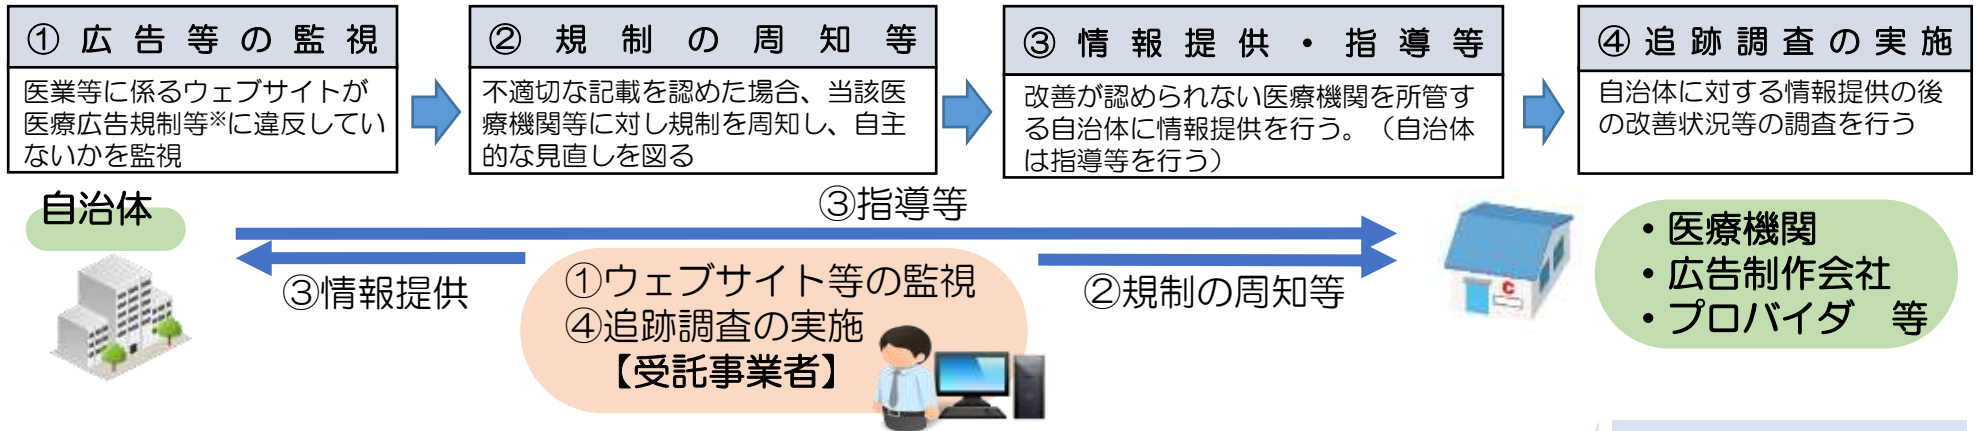 ①広告等の監視
医業等に係るウェブサイトが
医療広告規制等※に違反してい
ないかを監視
②規制の周知等
不適切な記載を認めた場合、当該医
療機関等に対し規制を周知し、自主
的な見直しを図る
③情報提供・指導等
改善が認められない医療機関を所管す
る自治体に情報提供を行う。（自治体
は指導等を行う）
④追跡調査の実施
自治体に対する情報提供の後
の改善状況等の調査を行う
自治体
③指導等
③情報提供
①ウェブサイト等の監視
④追跡調査の実施
【受託事業者】
②規制の周知等
C
・医療機関
・広告制作会社
・プロバイダ　等